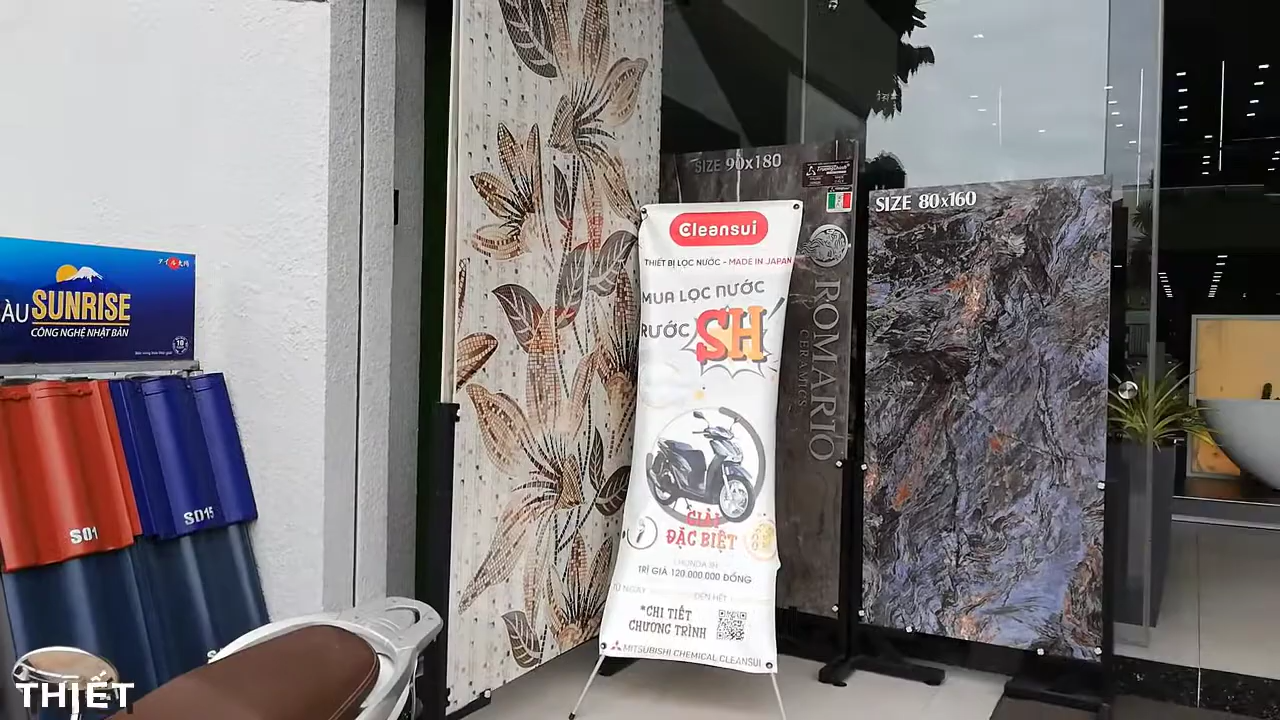 ÀU SUNRISE
CÔNG NGHỆ NHẬT BẢN
10
S01
SD15
THIẾT
SIZE 90x180
SIZE 80x160
ROMARIO
CERAMICS
Cleansui
THIẾT BỊ LỌC NƯỚC - MADE IN JAPAN
MUA LỌC NƯỚC
RƯỚC SH
GIẢI
ĐẶC BIỆT
TRỊ GIÁ 120.000.000 ĐỒNG
*CHI TIẾT
CHƯƠNG TRÌNH
MITSUBISHI CHEMICAL CLEANSUI